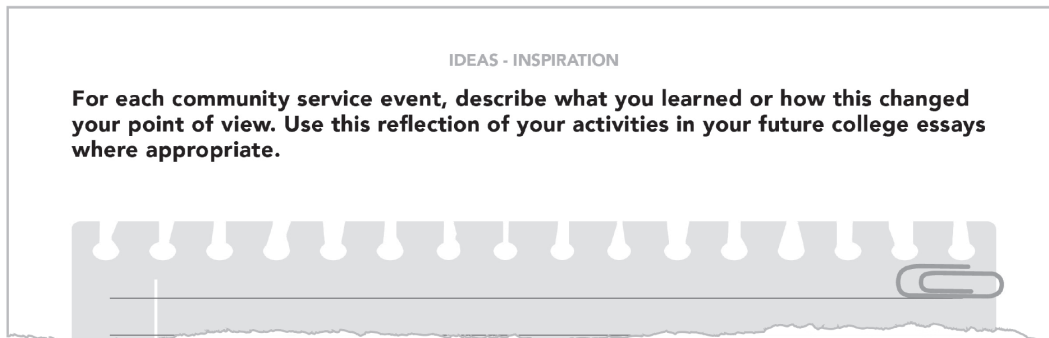 IDEAS - INSPIRATION
For each community service event, describe what you learned or how this changed
your point of view. Use this reflection of your activities in your future college essays
where appropriate.